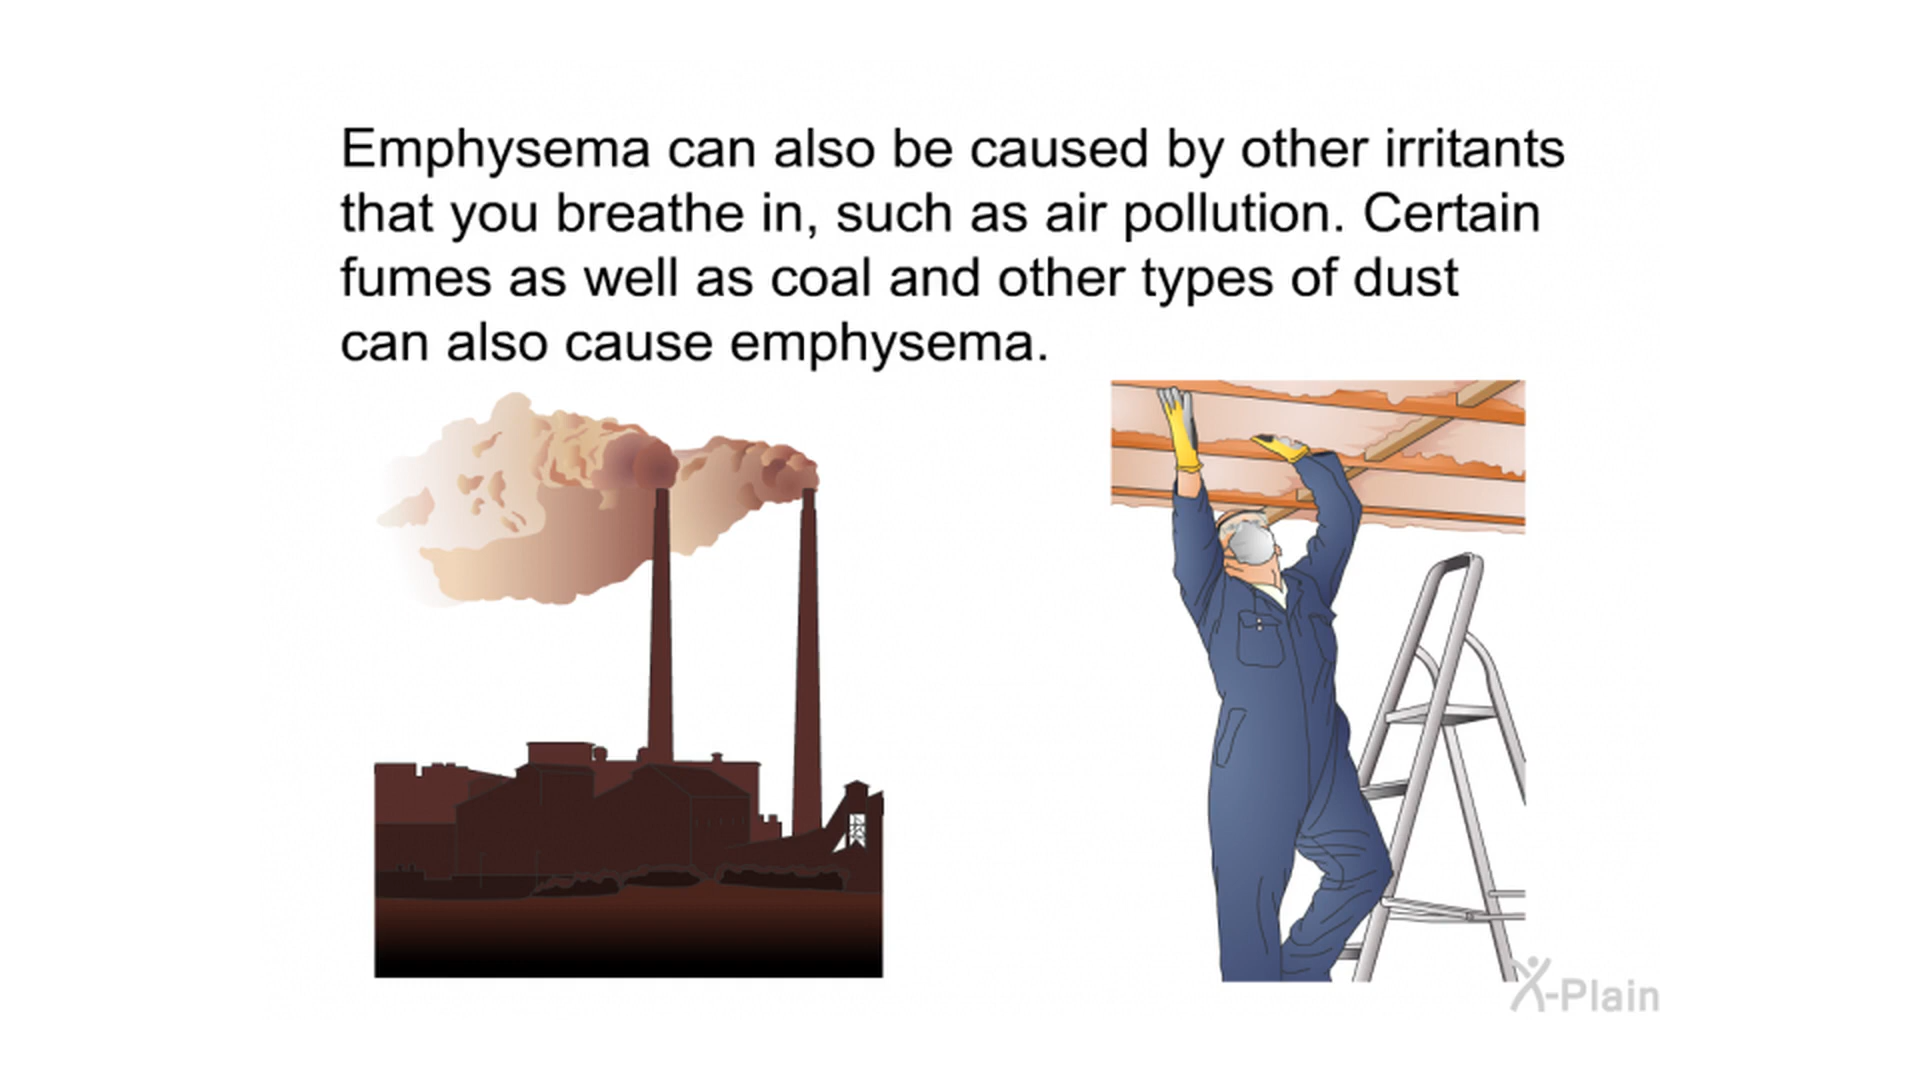 Emphysema can also be caused by other irritants
that you breathe in, such as air pollution. Certain
fumes as well as coal and other types of dust
can also cause emphysema.
X-Plain